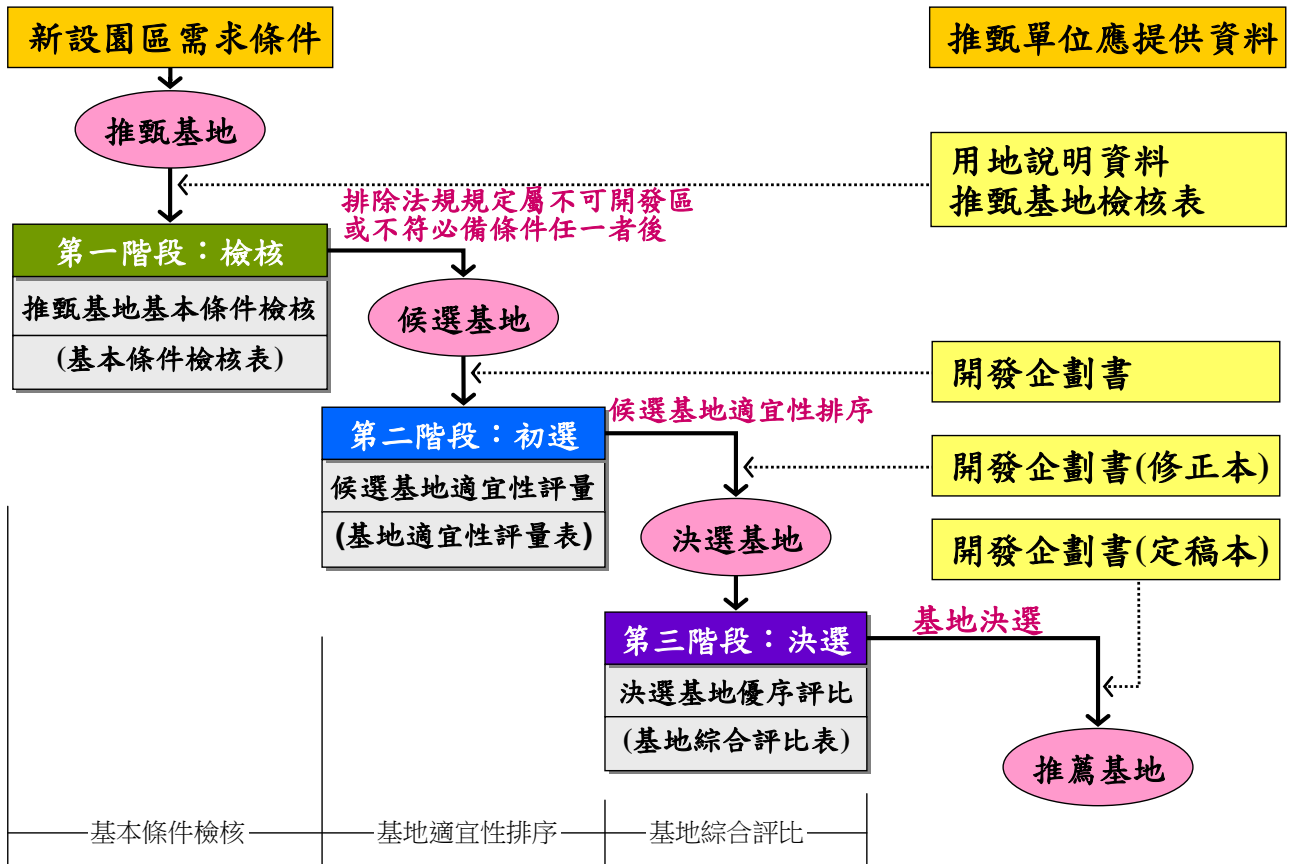 新設園區需求條件
推甄單位應提供資料
推甄基地
用地說明資料
推甄基地檢核表
排除法規規定屬不可開發區
或不符必備條件任一者後
第一階段：檢核
推甄基地基本條件檢核
(基本條件檢核表)
候選基地
開發企劃書
候選基地適宜性排序
第二階段：初選
候選基地適宜性評量
(基地適宜性評量表)
開發企劃書(修正本)
決選基地
開發企劃書(定稿本)
基地決選
第三階段：決選
決選基地優序評比
(基地綜合評比表)
推薦基地
基本條件檢核
基地適宜性排序
基地綜合評比